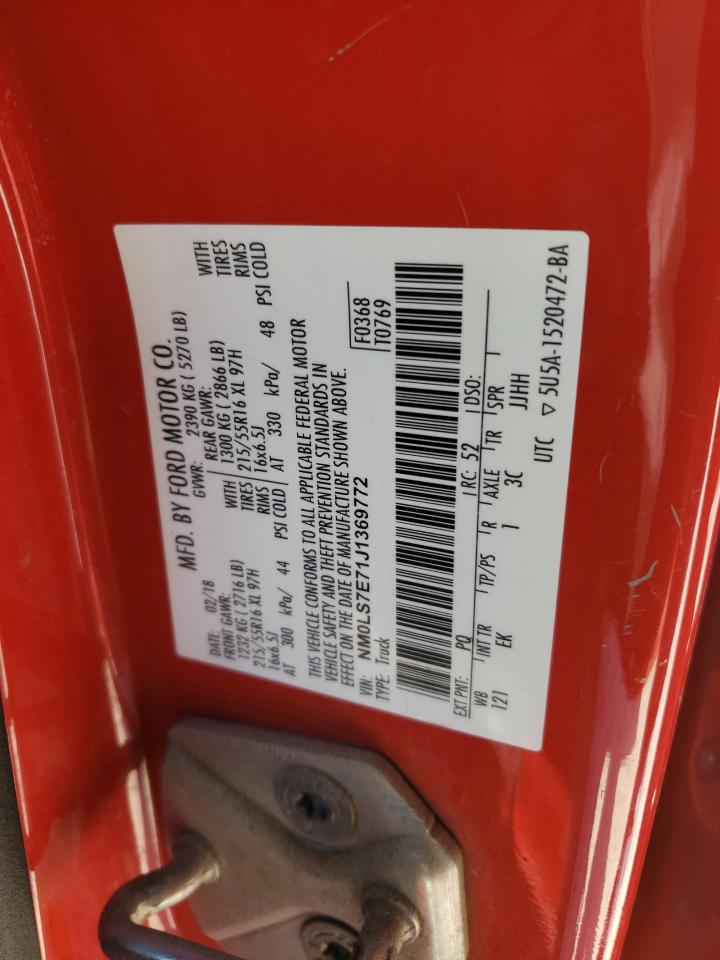 MFD. BY FORD MOTOR CO.
DATE: 02/18 GVWR: 2390 KG ( 5270 LB)
FRONT GAWR: REAR GAWR:
1232 KG ( 2716 LB) WITH 1300 KG ( 2866 LB) WITH
215/55R16 XL 97H TIRES 215/55R16 XL 97H TIRES
16x6.5J RIMS 16x6.5J RIMS
AT 300 kPa/ 44 PSI COLD AT 330 kPa/ 48 PSI COLD
THIS VEHICLE CONFORMS TO ALL APPLICABLE FEDERAL MOTOR
VEHICLE SAFETY AND THEFT PREVENTION STANDARDS IN
EFFECT ON THE DATE OF MANUFACTURE SHOWN ABOVE.
VIN: NM0LS7E71J1369772 F0368
TYPE: Truck T0769
EXT PNT: PQ RC: 52 DSO:
WB INT TR TP/PS R AXLE TR SPR
121 EK 1 3C JJHH
UTC ▽ 5U5A-1520472-BA